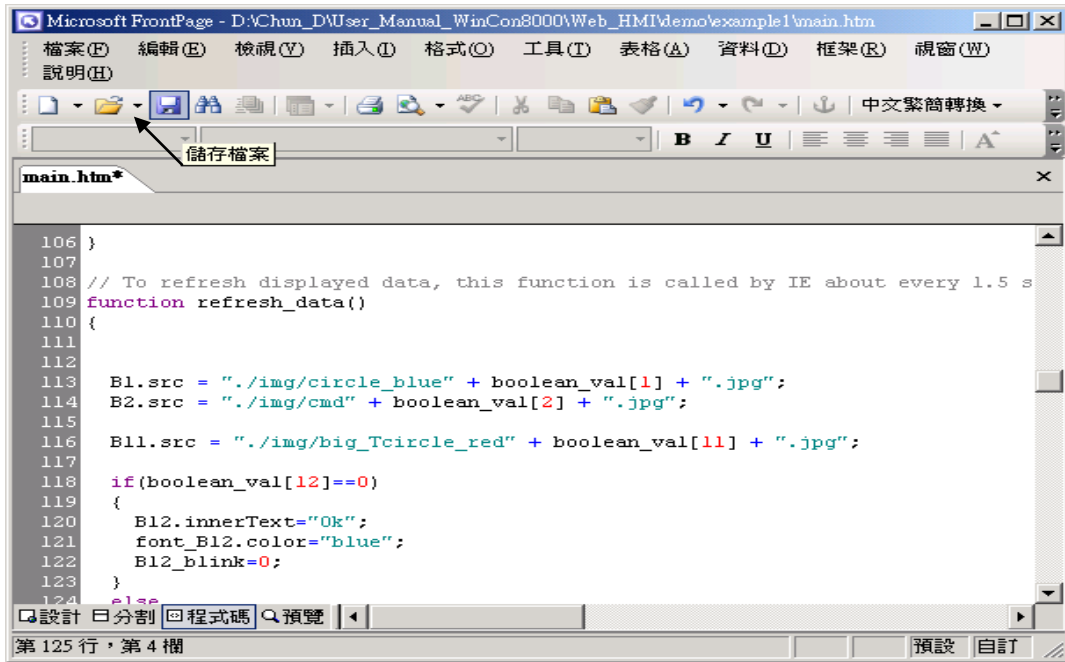 Microsoft FrontPage - D:\Chun_D\User_Manual_WinCon8000\Web_HMI\demo\example1\main.htm
檔案(F) 編輯(E) 檢視(V) 插入(I) 格式(O) 工具(T) 表格(A) 資料(D) 框架(R) 視窗(W)
說明(H)
ABC 中文繁簡轉換
B I U A
儲存檔案
main.htm*
106 }
107
108 // To refresh displayed data, this function is called by IE about every 1.5 s
109 function refresh_data()
110 {
111
112
113 B1.src = "./img/circle_blue" + boolean_val[1] + ".jpg";
114 B2.src = "./img/cmd" + boolean_val[2] + ".jpg";
115
116 B11.src = "./img/big_Tcircle_red" + boolean_val[11] + ".jpg";
117
118 if(boolean_val[12]==0)
119 {
120 B12.innerText="Ok";
121 font_B12.color="blue";
122 B12_blink=0;
123 }
124 else
設計 分割 程式碼 預覽
第 125 行，第 4 欄 預設 自訂